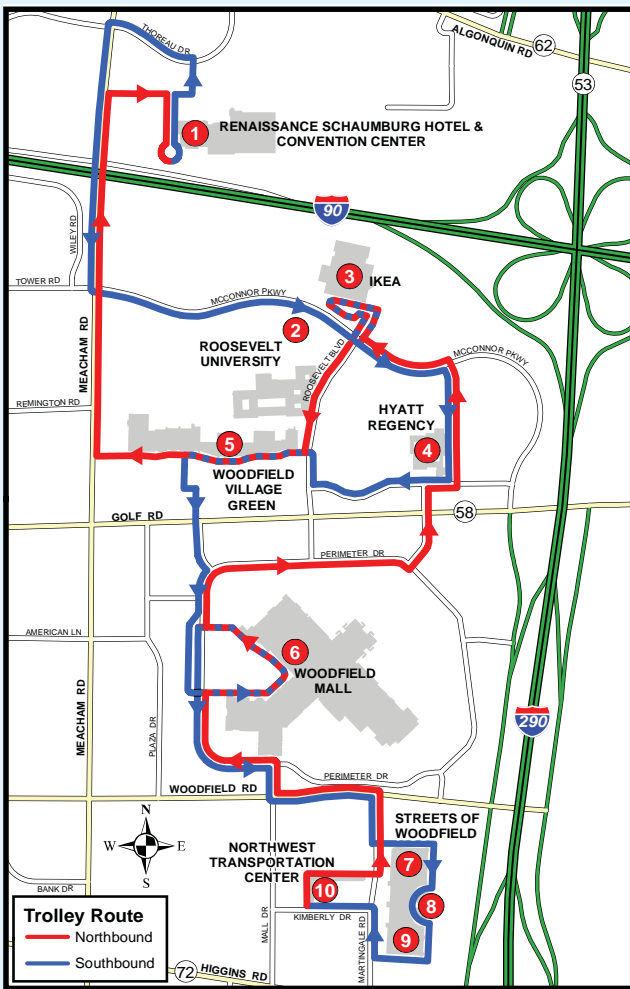 THOREAU DR
ALGONQUIN RD
62
53
1
RENAISSANCE SCHAUMBURG HOTEL &
CONVENTION CENTER
90
WILEY RD
TOWER RD
3
IKEA
MCCONNOR PKWY
2
ROOSEVELT
UNIVERSITY
ROOSEVELT BLVD
MCCONNOR PKWY
MEACHAM RD
REMINGTON RD
HYATT
REGENCY
4
5
WOODFIELD
VILLAGE
GREEN
GOLF RD
58
PERIMETER DR
AMERICAN LN
6
WOODFIELD
MALL
MEACHAM RD
PLAZA DR
290
PERIMETER DR
WOODFIELD RD
STREETS OF
WOODFIELD
N
W
E
S
NORTHWEST
TRANSPORTATION
CENTER
7
10
8
BANK DR
MALL DR
KIMBERLY DR
MARTINGALE RD
9
Trolley Route
Northbound
Southbound
72
HIGGINS RD